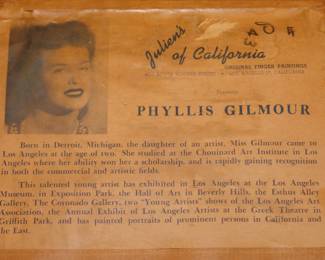 Julien's
of California
ORIGINAL FINGER PAINTINGS
LOS ANGELES, CALIFORNIA
Presents
PHYLLIS GILMOUR
Born in Detroit, Michigan, the daughter of an artist, Miss Gilmour came to
Los Angeles at the age of two. She studied at the Chouinard Art Institute in Los
Angeles where her ability won her a scholarship, and is rapidly gaining recognition
in both the commercial and artistic fields.
This talented young artist has exhibited in Los Angeles at the Los Angeles
Museum, in Exposition Park, the Hall of Art in Beverly Hills, the Esthus Alley
Gallery, The Coronado Gallery, two "Young Artists" shows of the Los Angeles Art
Association, the Annual Exhibit of Los Angeles Artists at the Greek Theatre in
Griffith Park, and has painted portraits of prominent persons in California and
the East.